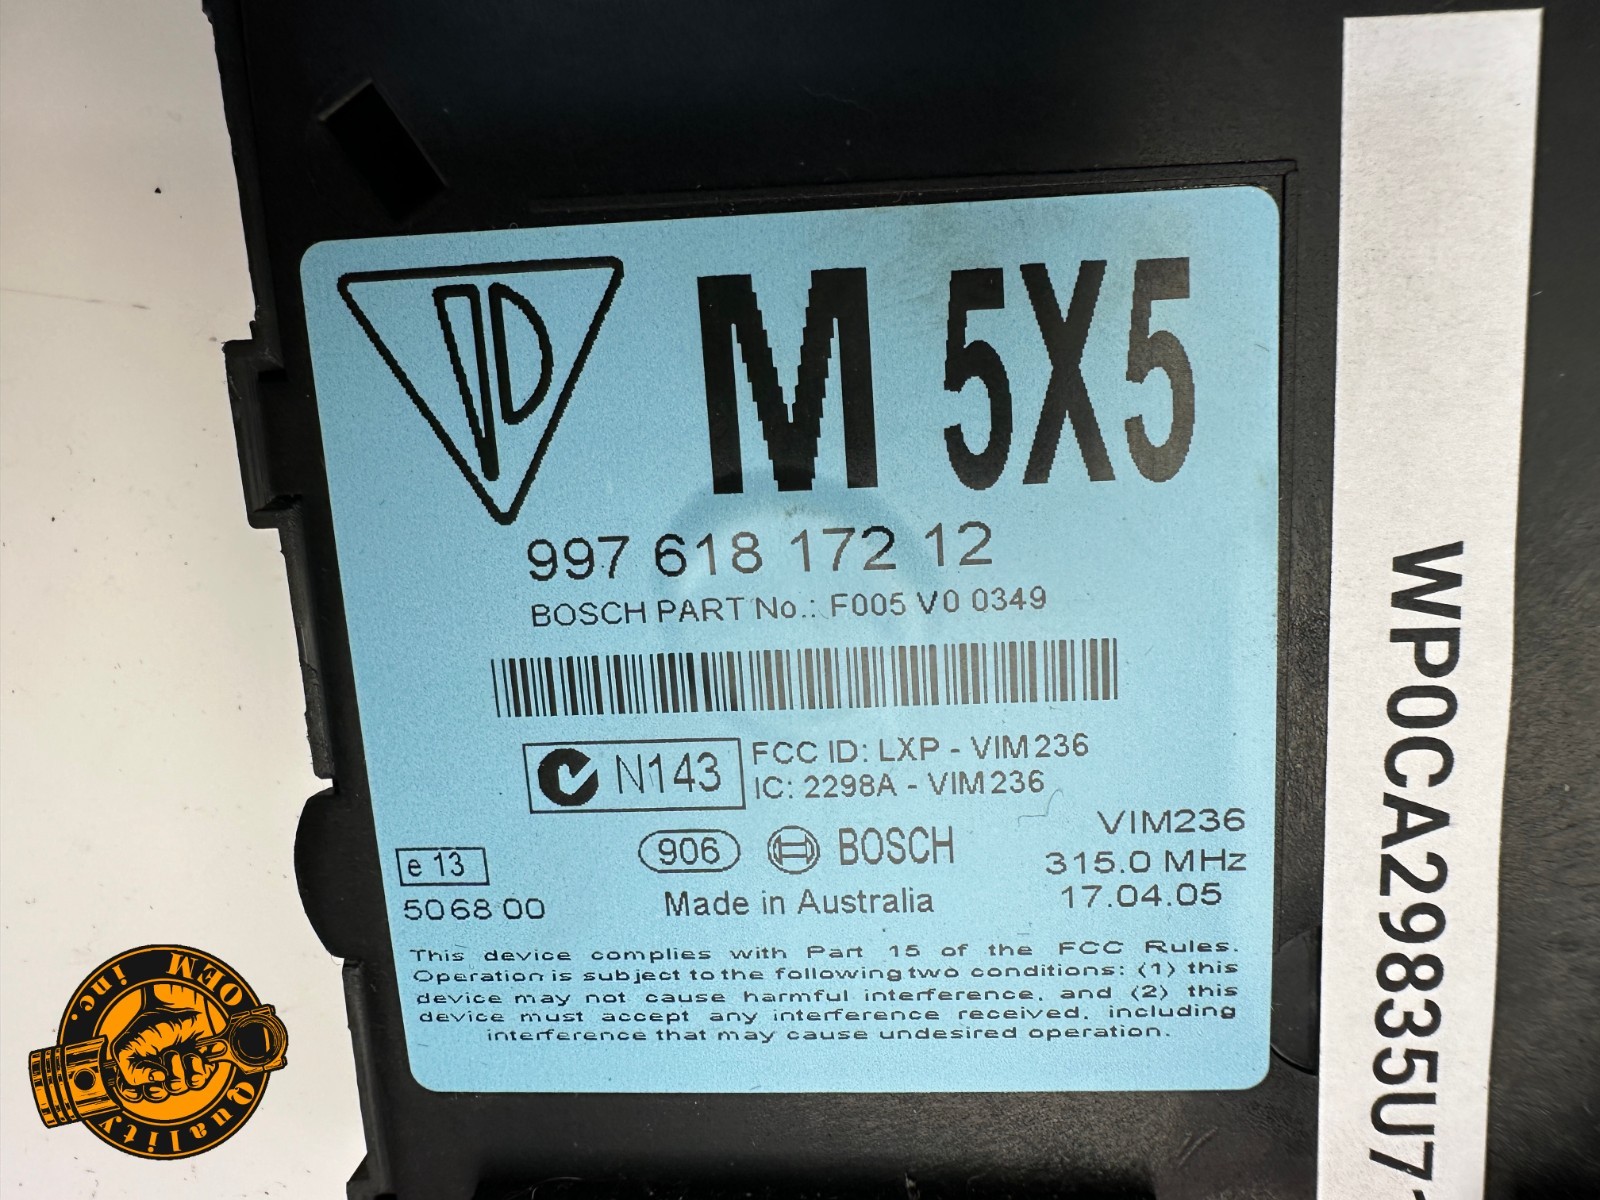 M 5X5
997 618 172 12
BOSCH PART No.: F005 V0 0349
N143
FCC ID: LXP - VIM236
IC: 2298A - VIM236
e 13
506800
906
BOSCH
Made in Australia
VIM236
315.0 MHz
17.04.05
This device complies with Part 15 of the FCC Rules.
Operation is subject to the following two conditions: (1) this
device may not cause harmful interference, and (2) this
device must accept any interference received, including
interference that may cause undesired operation.
WP0CA29835U7
OEM inc.
Quality